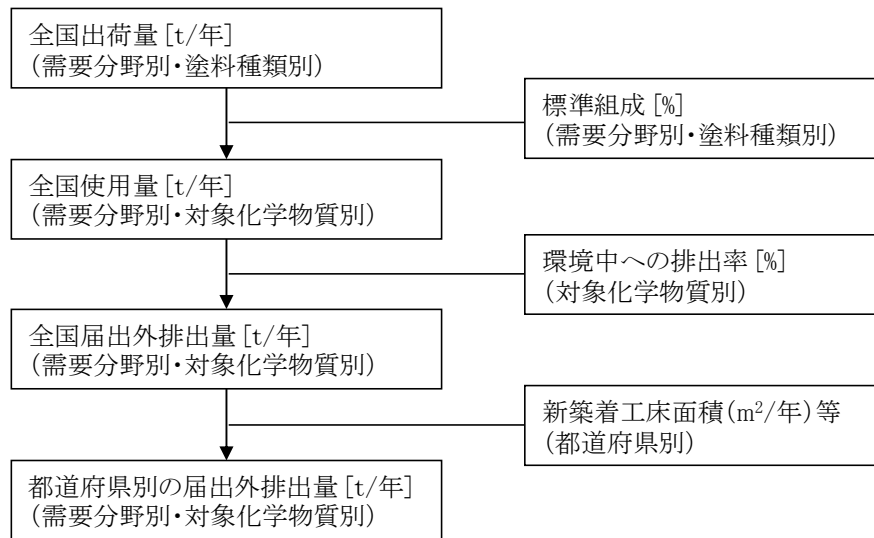 全国出荷量[t/年]
(需要分野別・塗料種類別)
標準組成[%]
(需要分野別・塗料種類別)
全国使用量[t/年]
(需要分野別・対象化学物質別)
環境中への排出率[%]
(対象化学物質別)
全国届出外排出量[t/年]
(需要分野別・対象化学物質別)
新築着工床面積(m²/年)等
(都道府県別)
都道府県別の届出外排出量[t/年]
(需要分野別・対象化学物質別)